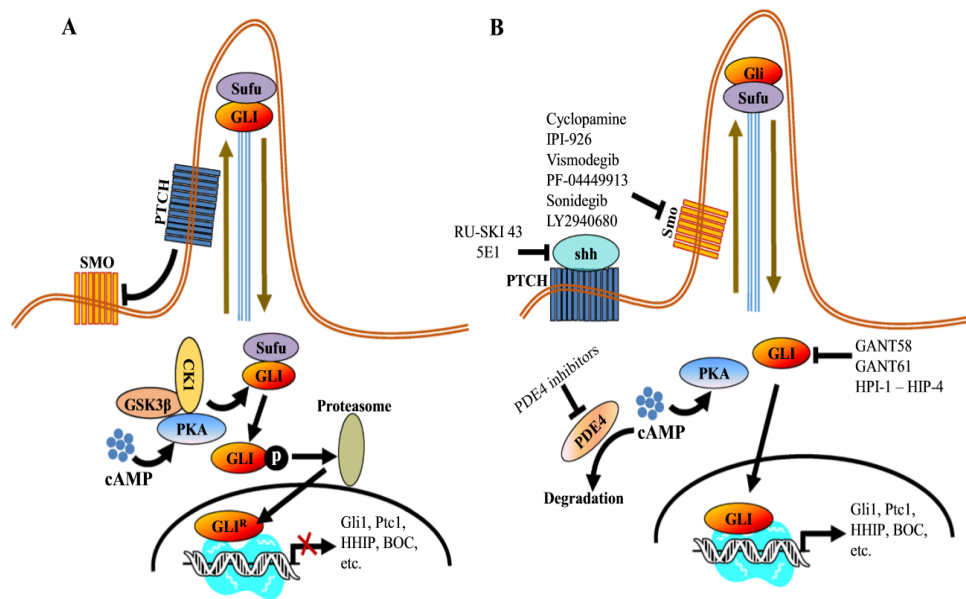 A
Sufu
GLI
PTCH
SMO
Sufu
GLI
CK1
GSK3β
PKA
cAMP
GLI
p
Proteasome
GLIᴿ
Gli1, Ptc1,
HHIP, BOC,
etc.
B
Gli
Sufu
Cyclopamine
IPI-926
Vismodegib
PF-04449913
Sonidegib
LY2940680
Smo
RU-SKI 43
5E1
shh
PTCH
GLI
GANT58
GANT61
HPI-1 – HIP-4
PKA
PDE4 inhibitors
PDE4
cAMP
Degradation
GLI
Gli1, Ptc1,
HHIP, BOC,
etc.